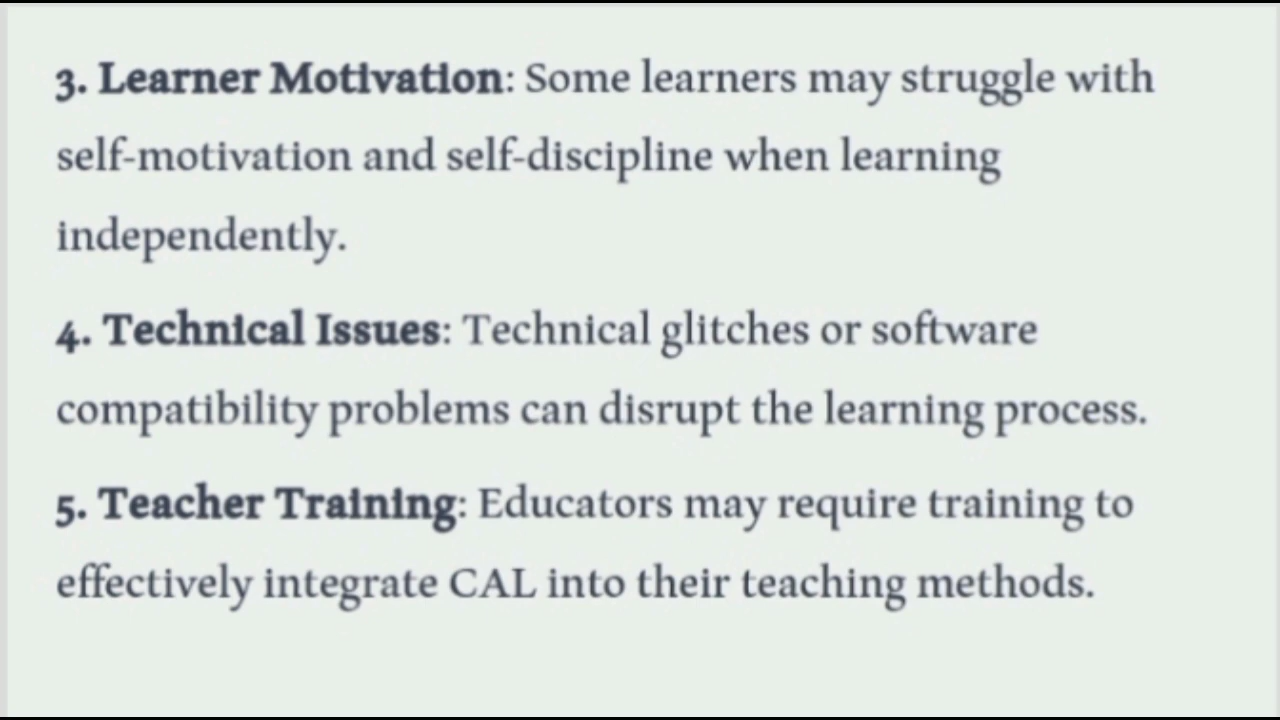 3. Learner Motivation: Some learners may struggle with
self-motivation and self-discipline when learning
independently.
4. Technical Issues: Technical glitches or software
compatibility problems can disrupt the learning process.
5. Teacher Training: Educators may require training to
effectively integrate CAL into their teaching methods.